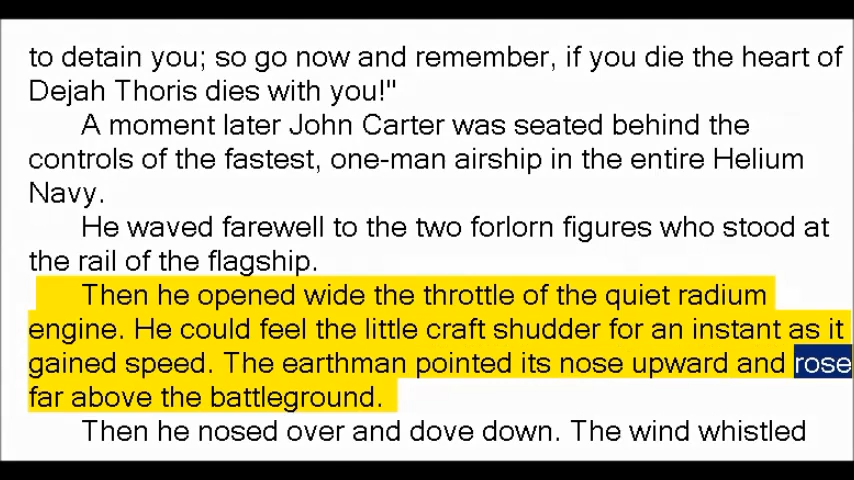 to detain you; so go now and remember, if you die the heart of
Dejah Thoris dies with you!"
A moment later John Carter was seated behind the
controls of the fastest, one-man airship in the entire Helium
Navy.
He waved farewell to the two forlorn figures who stood at
the rail of the flagship.
Then he opened wide the throttle of the quiet radium
engine. He could feel the little craft shudder for an instant as it
gained speed. The earthman pointed its nose upward and rose
far above the battleground.
Then he nosed over and dove down. The wind whistled